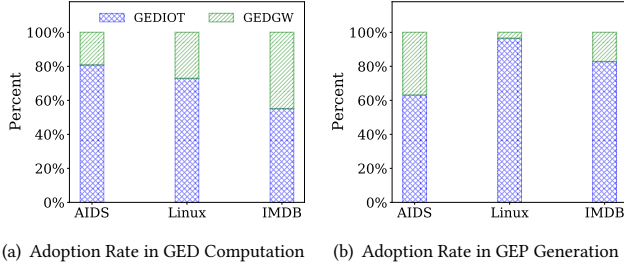 GEDIOT GEDGW
Percent
100%
80%
60%
40%
20%
0%
AIDS Linux IMDB
Percent
100%
80%
60%
40%
20%
0%
AIDS Linux IMDB
(a) Adoption Rate in GED Computation
(b) Adoption Rate in GEP Generation